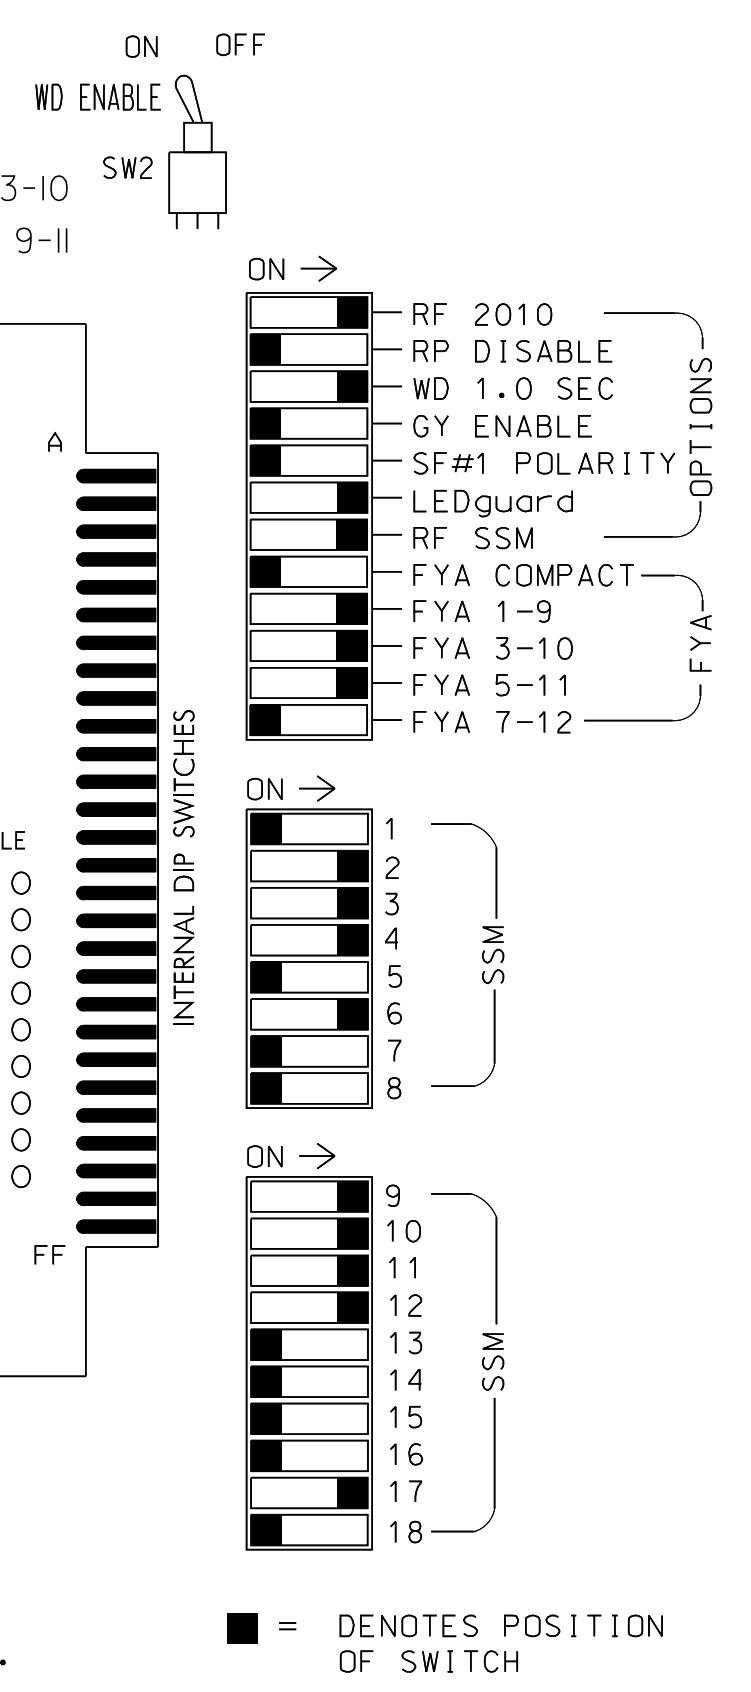 ON OFF
WD ENABLE
SW2
3-10
9-11
ON
RF 2010
RP DISABLE
WD 1.0 SEC
GY ENABLE
SF#1 POLARITY
LEDguard
RF SSM
OPTIONS
FYA COMPACT
FYA 1-9
FYA 3-10
FYA 5-11
FYA 7-12
FYA
A
FF
LE
INTERNAL DIP SWITCHES
ON
1
2
3
4
5
6
7
8
SSM
ON
9
10
11
12
13
14
15
16
17
18
SSM
= DENOTES POSITION
OF SWITCH
.